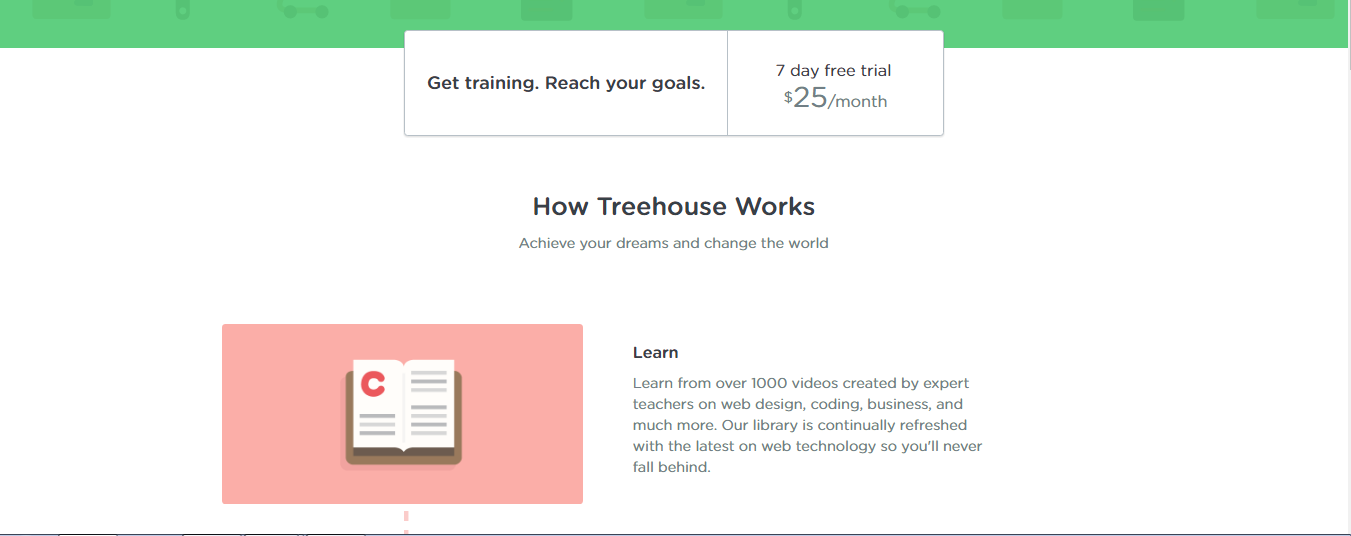 Get training. Reach your goals.
7 day free trial
$25/month
How Treehouse Works
Achieve your dreams and change the world
C
Learn
Learn from over 1000 videos created by expert
teachers on web design, coding, business, and
much more. Our library is continually refreshed
with the latest on web technology so you'll never
fall behind.